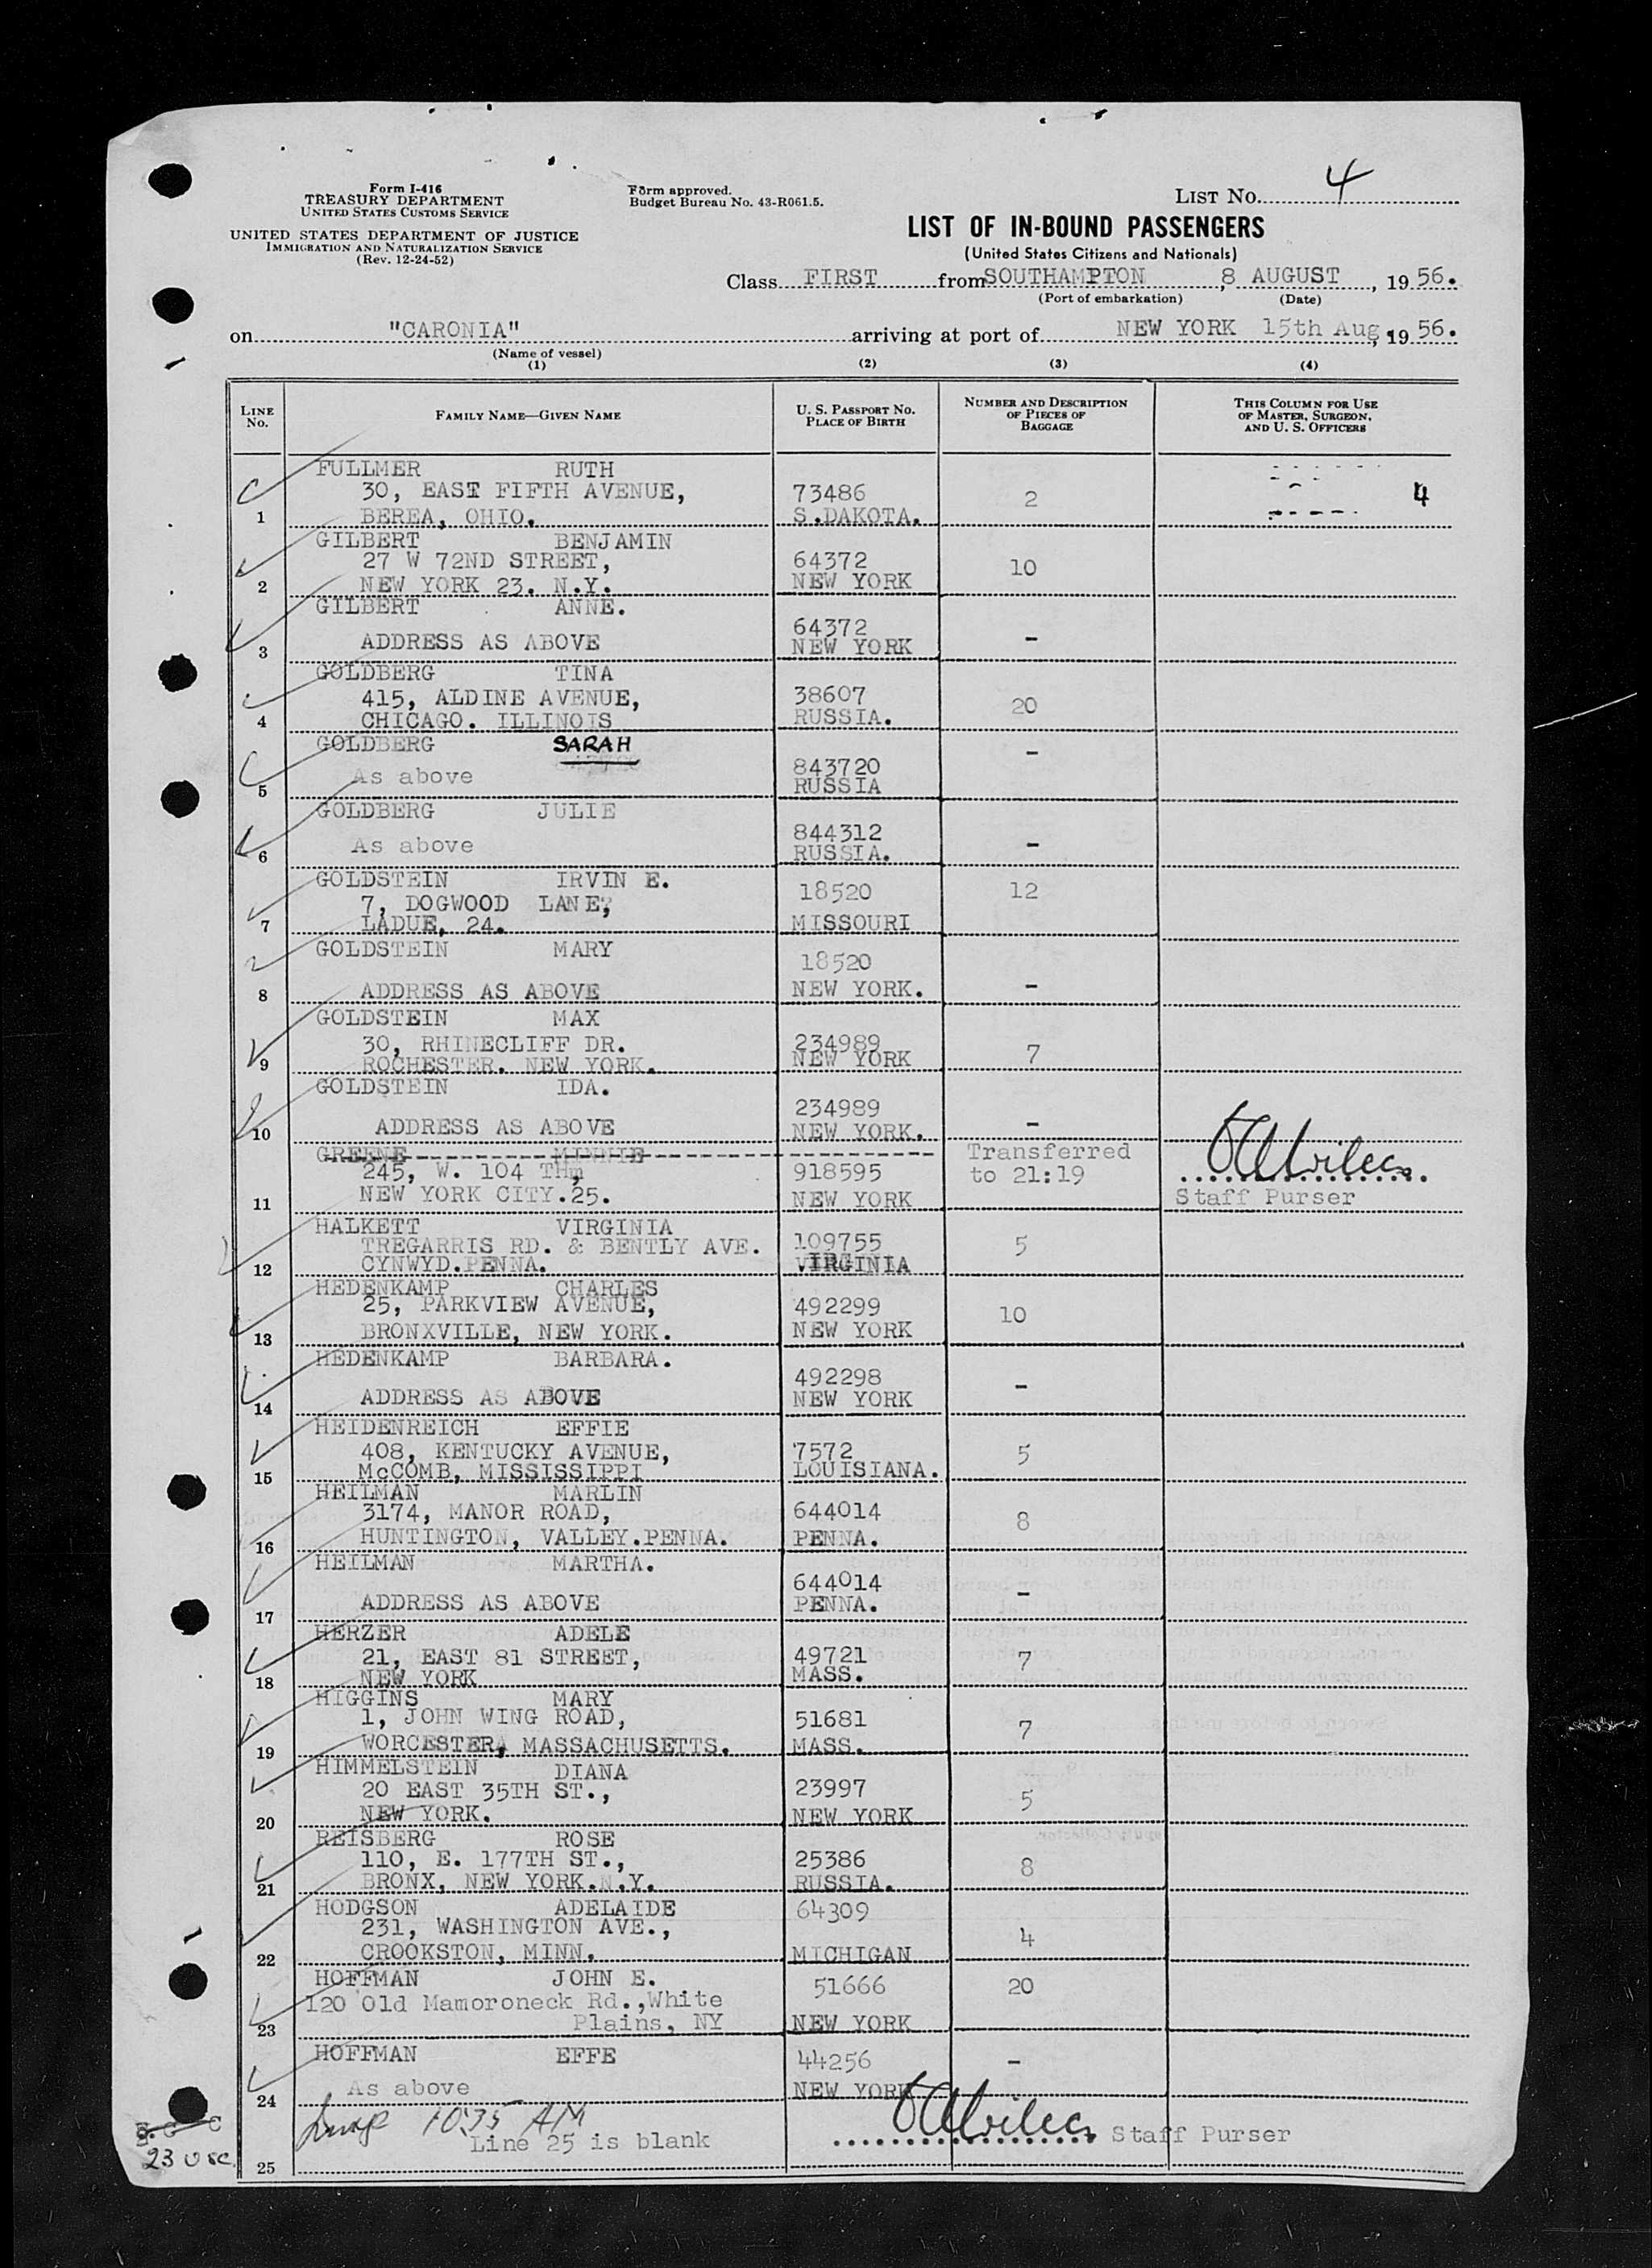 Form I-416
TREASURY DEPARTMENT
UNITED STATES CUSTOMS SERVICE
UNITED STATES DEPARTMENT OF JUSTICE
IMMIGRATION AND NATURALIZATION SERVICE
(Rev. 12-24-52)
Form approved.
Budget Bureau No. 43-R061.5.
LIST No. 4
LIST OF IN-BOUND PASSENGERS
(United States Citizens and Nationals)
Class FIRST from SOUTHAMPTON, 8 AUGUST, 19 56.
(Port of embarkation) (Date)
on "CARONIA" arriving at port of NEW YORK 15th Aug, 19 56.
(Name of vessel)
(1) (2) (3) (4)
LINE No. FAMILY NAME—GIVEN NAME U. S. PASSPORT NO. PLACE OF BIRTH NUMBER AND DESCRIPTION OF PIECES OF BAGGAGE THIS COLUMN FOR USE OF MASTER, SURGEON, AND U. S. OFFICERS
FULLMER RUTH
30, EAST FIFTH AVENUE, 73486 2 4
1 BEREA, OHIO. S.DAKOTA.
GILBERT BENJAMIN
27 W 72ND STREET, 64372 10
2 NEW YORK 23. N.Y. NEW YORK
GILBERT ANNE.
64372 -
3 ADDRESS AS ABOVE NEW YORK
GOLDBERG TINA
415, ALDINE AVENUE, 38607 20
4 CHICAGO. ILLINOIS RUSSIA.
GOLDBERG SARAH -
As above 843720
5 RUSSIA
GOLDBERG JULIE
As above 844312 -
6 RUSSIA.
GOLDSTEIN IRVIN E. 18520 12
7, DOGWOOD LANE,
7 LADUE, 24. MISSOURI
GOLDSTEIN MARY 18520
8 ADDRESS AS ABOVE NEW YORK. -
GOLDSTEIN MAX
30, RHINECLIFF DR. 234989 7
9 ROCHESTER. NEW YORK. NEW YORK
GOLDSTEIN IDA.
234989
10 ADDRESS AS ABOVE NEW YORK. -
GREENE MINNIE Transferred
245, W. 104 TH, 918595 to 21:19
11 NEW YORK CITY.25. NEW YORK Staff Purser
HALKETT VIRGINIA
TREGARRIS RD. & BENTLY AVE. 109755 5
12 CYNWYD.PENNA. VIRGINIA
HEDENKAMP CHARLES
25, PARKVIEW AVENUE, 492299 10
13 BRONXVILLE, NEW YORK. NEW YORK
HEDENKAMP BARBARA.
492298 -
14 ADDRESS AS ABOVE NEW YORK
HEIDENREICH EFFIE
408, KENTUCKY AVENUE, 7572 5
15 McCOMB, MISSISSIPPI LOUISIANA.
HEILMAN MARLIN
3174, MANOR ROAD, 644014 8
16 HUNTINGTON, VALLEY.PENNA. PENNA.
HEILMAN MARTHA.
644014 -
17 ADDRESS AS ABOVE PENNA.
HERZER ADELE
21, EAST 81 STREET, 49721 7
18 NEW YORK MASS.
HIGGINS MARY
1, JOHN WING ROAD, 51681 7
19 WORCESTER, MASSACHUSETTS. MASS.
HIMMELSTEIN DIANA
20 EAST 35TH ST., 23997 5
20 NEW YORK. NEW YORK
REISBERG ROSE
110, E. 177TH ST., 25386 8
21 BRONX, NEW YORK.N.Y. RUSSIA.
HODGSON ADELAIDE 64309
231, WASHINGTON AVE., 4
22 CROOKSTON, MINN. MICHIGAN
HOFFMAN JOHN E. 51666 20
120 Old Mamoroneck Rd.,White
23 Plains, NY NEW YORK
HOFFMAN EFFE 44256 -
24 As above NEW YORK
1035 AM
Line 25 is blank Staff Purser
25
23 USC